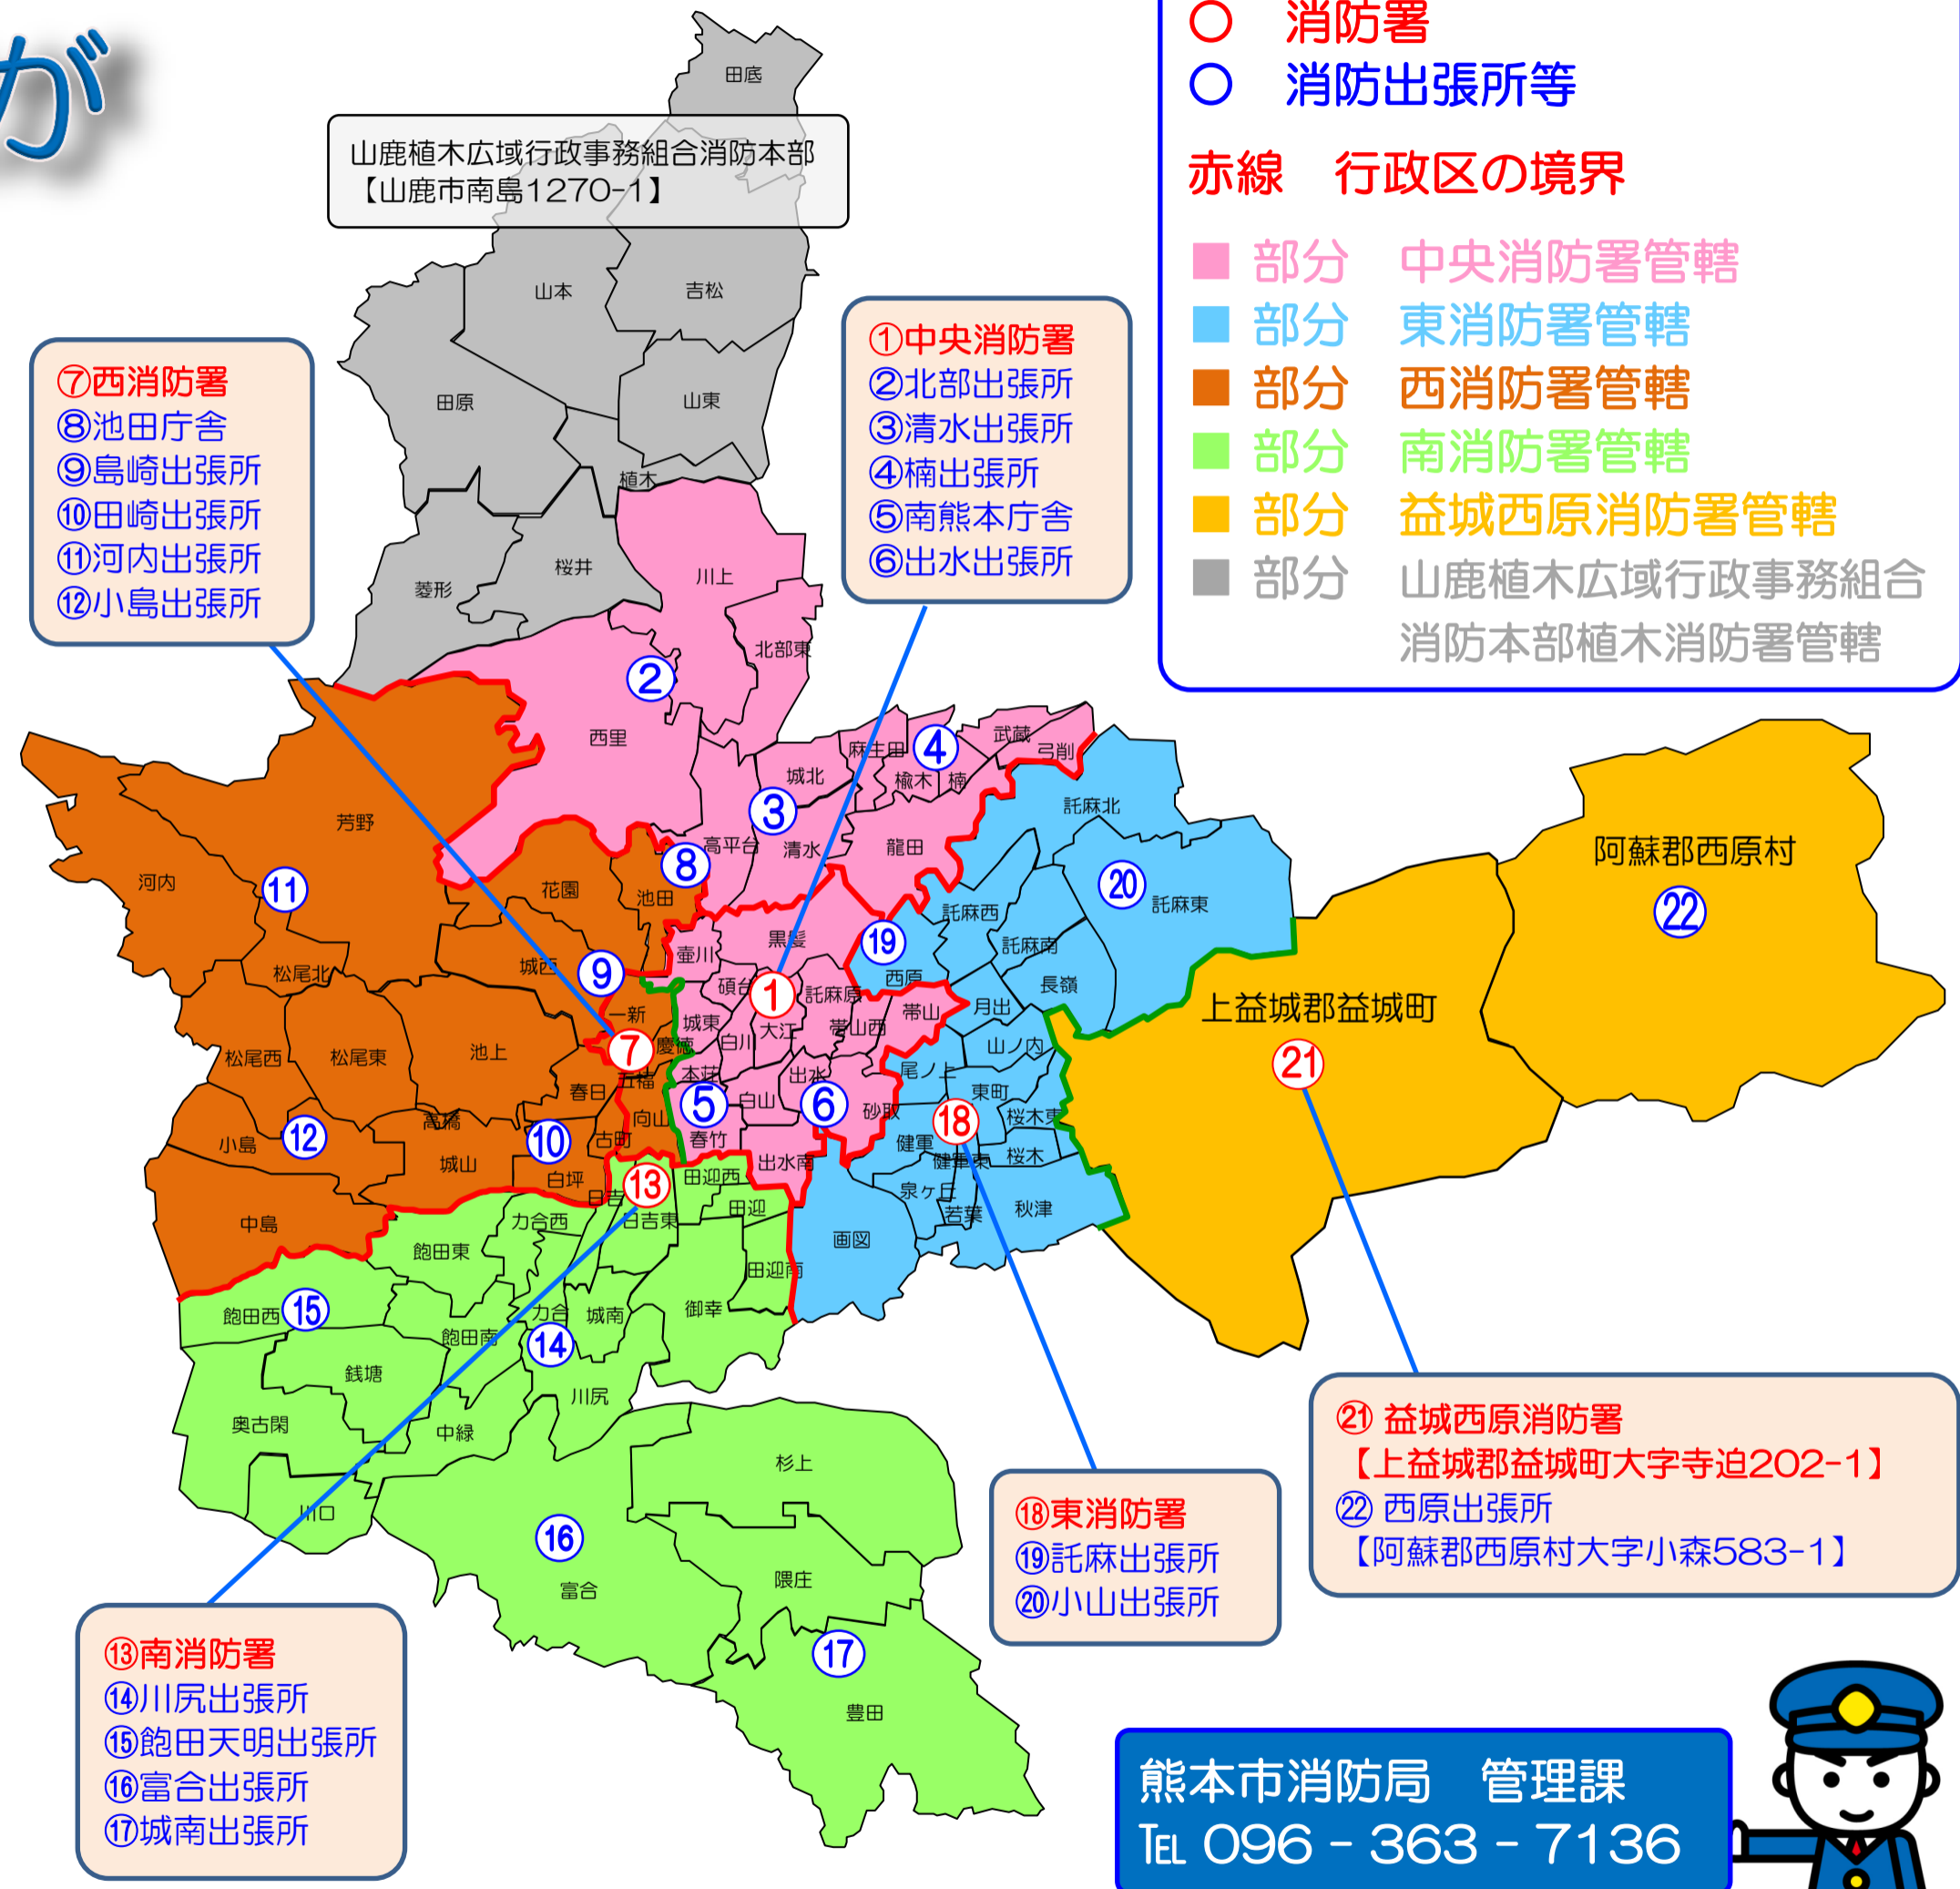 が
○ 消防署
○ 消防出張所等
赤線 行政区の境界
■部分 中央消防署管轄
■部分 東消防署管轄
■部分 西消防署管轄
■部分 南消防署管轄
■部分 益城西原消防署管轄
■部分 山鹿植木広域行政事務組合
消防本部植木消防署管轄
山鹿植木広域行政事務組合消防本部
【山鹿市南島1270-1】
⑦西消防署
⑧池田庁舎
⑨島崎出張所
⑩田崎出張所
⑪河内出張所
⑫小島出張所
①中央消防署
②北部出張所
③清水出張所
④楠出張所
⑤南熊本庁舎
⑥出水出張所
田底
山本
吉松
田原
山東
植木
菱形
桜井
川上
北部東
②
西里
麻生田
④
武蔵
弓削
城北
楡木
楠
③
高平台
清水
龍田
託麻北
芳野
河内
⑪
花園
⑧
池田
⑳
託麻東
託麻西
託麻南
長嶺
⑲
西原
黒髪
壷川
碩台
①
託麻原
帯山西
帯山
月出
山ノ内
松尾北
城西
⑨
一新
城東
白川
大江
⑦
慶徳
松尾西
松尾東
池上
春日
五福
本荘
⑤
白山
出水
⑥
砂取
尾ノ上
東町
桜木東
⑱
健軍
健軍東
桜木
小島
⑫
高橋
城山
⑩
古町
向山
春竹
出水南
白坪
泉ヶ丘
若葉
秋津
画図
中島
日吉
⑬
日吉東
田迎西
田迎
田迎南
力合西
飽田東
飽田西
⑮
飽田南
力合
⑭
城南
御幸
銭塘
奥古閑
中緑
川尻
川口
杉上
⑯
富合
隈庄
⑰
豊田
阿蘇郡西原村
㉒
上益城郡益城町
㉑
㉑ 益城西原消防署
【上益城郡益城町大字寺迫202-1】
㉒ 西原出張所
【阿蘇郡西原村大字小森583-1】
⑱東消防署
⑲託麻出張所
⑳小山出張所
⑬南消防署
⑭川尻出張所
⑮飽田天明出張所
⑯富合出張所
⑰城南出張所
熊本市消防局 管理課
℡ 096-363-7136